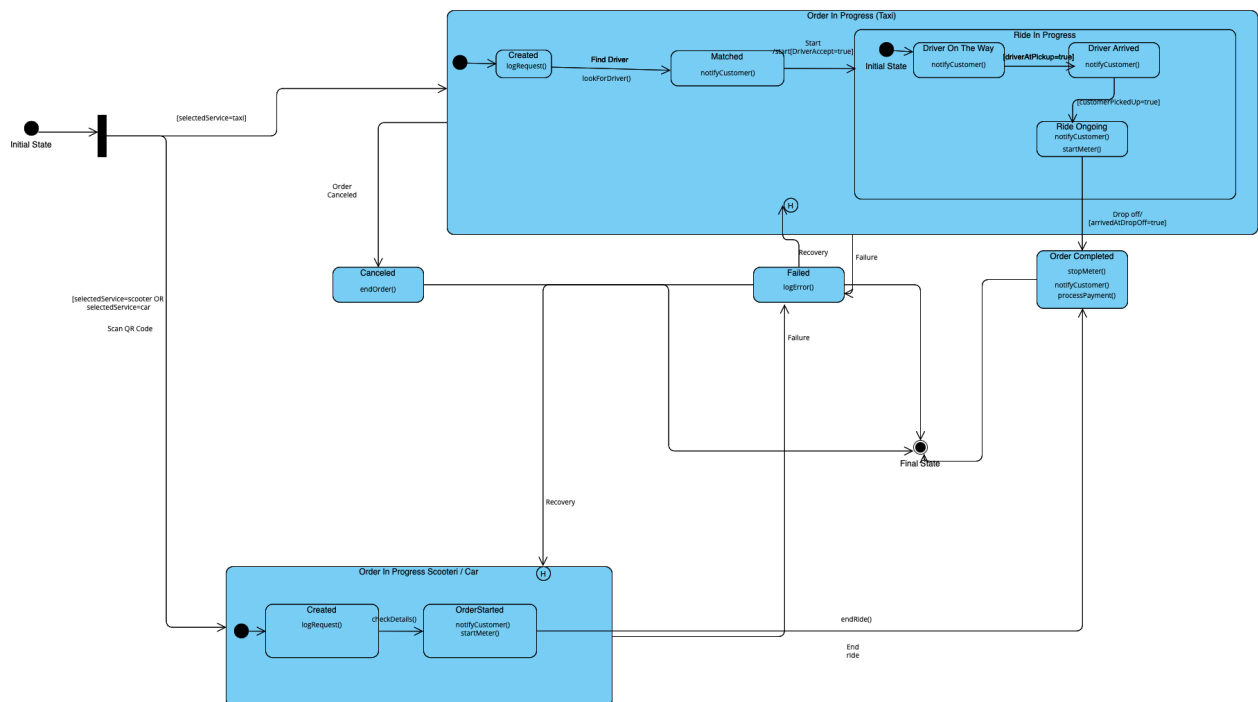 Order In Progress (Taxi)
Created
logRequest()
Find Driver
lookForDriver()
Matched
notifyCustomer()
Start
/start[DriverAccept=true]
Ride In Progress
Initial State
Driver On The Way
notifyCustomer()
[driverAtPickup=true]
Driver Arrived
notifyCustomer()
[customerPickedUp=true]
Ride Ongoing
notifyCustomer()
startMeter()
Initial State
[selectedService=taxi]
Order
Canceled
H
Drop off/
[arrivedAtDropOff=true]
Recovery
Failure
Canceled
endOrder()
Failed
logError()
Order Completed
stopMeter()
notifyCustomer()
processPayment()
[selectedService=scooter OR
selectedService=car
Scan QR Code
Failure
Final State
Recovery
Order In Progress Scooteri / Car
H
Created
logRequest()
checkDetails()
OrderStarted
notifyCustomer()
startMeter()
endRide()
End
ride